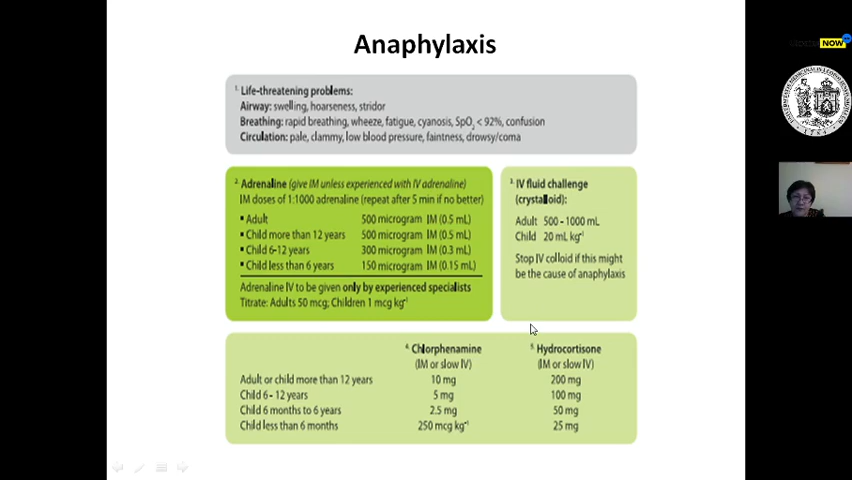 Anaphylaxis
NOW
1. Life-threatening problems:
Airway: swelling, hoarseness, stridor
Breathing: rapid breathing, wheeze, fatigue, cyanosis, SpO2 < 92%, confusion
Circulation: pale, clammy, low blood pressure, faintness, drowsy/coma
2. Adrenaline (give IM unless experienced with IV adrenaline)
IM doses of 1:1000 adrenaline (repeat after 5 min if no better)
▪ Adult 500 microgram IM (0.5 mL)
▪ Child more than 12 years 500 microgram IM (0.5 mL)
▪ Child 6-12 years 300 microgram IM (0.3 mL)
▪ Child less than 6 years 150 microgram IM (0.15 mL)
Adrenaline IV to be given only by experienced specialists
Titrate: Adults 50 mcg; Children 1 mcg kg-1
3. IV fluid challenge
(crystalloid):
Adult 500 - 1000 mL
Child 20 mL kg-1
Stop IV colloid if this might
be the cause of anaphylaxis
4. Chlorphenamine 5. Hydrocortisone
(IM or slow IV) (IM or slow IV)
Adult or child more than 12 years 10 mg 200 mg
Child 6 - 12 years 5 mg 100 mg
Child 6 months to 6 years 2.5 mg 50 mg
Child less than 6 months 250 mcg kg-1 25 mg